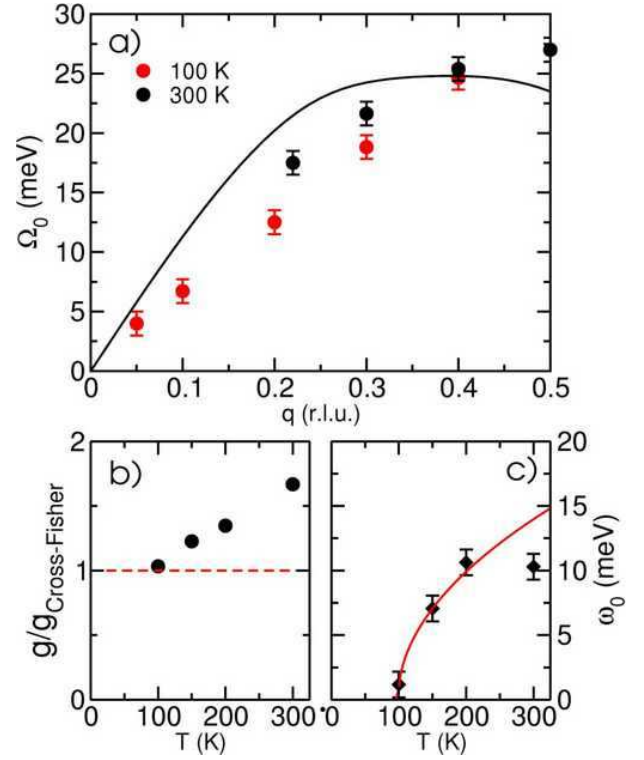 30
25
20
15
10
5
0
Ω₀ (meV)
a)
100 K
300 K
0 0.1 0.2 0.3 0.4 0.5
q (r.l.u.)
2
1
0
g/gCross-Fisher
b)
0 100 200 300
T (K)
c)
20
15
10
5
0
ω₀ (meV)
0 100 200 300
T (K)